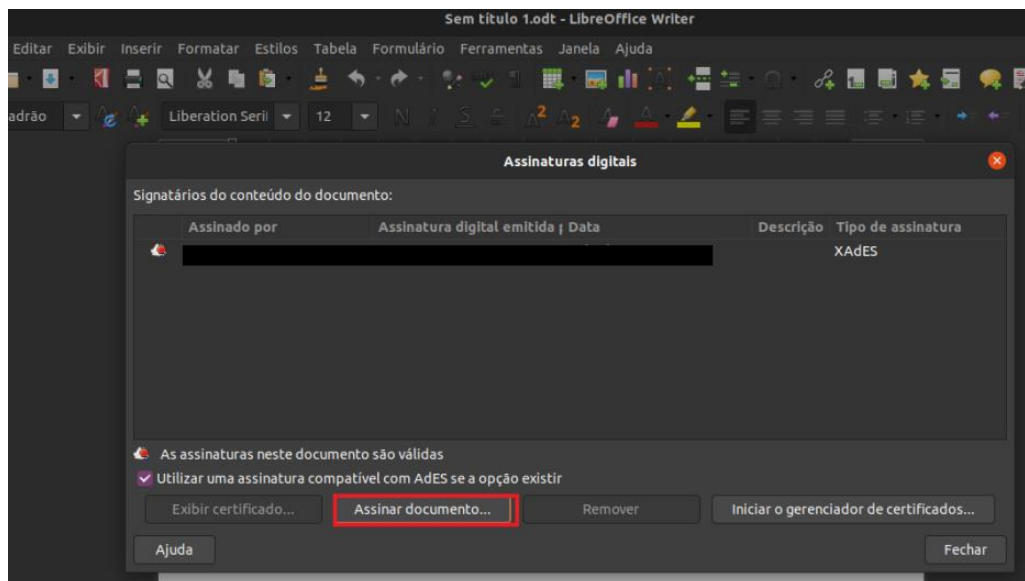 Sem título 1.odt - LibreOffice Writer
Editar Exibir Inserir Formatar Estilos Tabela Formulário Ferramentas Janela Ajuda
adrão Liberation Seri 12 N I S A² A₂ A
Assinaturas digitais
Signatários do conteúdo do documento:
Assinado por Assinatura digital emitida p Data Descrição Tipo de assinatura
XAdES
As assinaturas neste documento são válidas
Utilizar uma assinatura compatível com AdES se a opção existir
Exibir certificado... Assinar documento... Remover Iniciar o gerenciador de certificados...
Ajuda Fechar